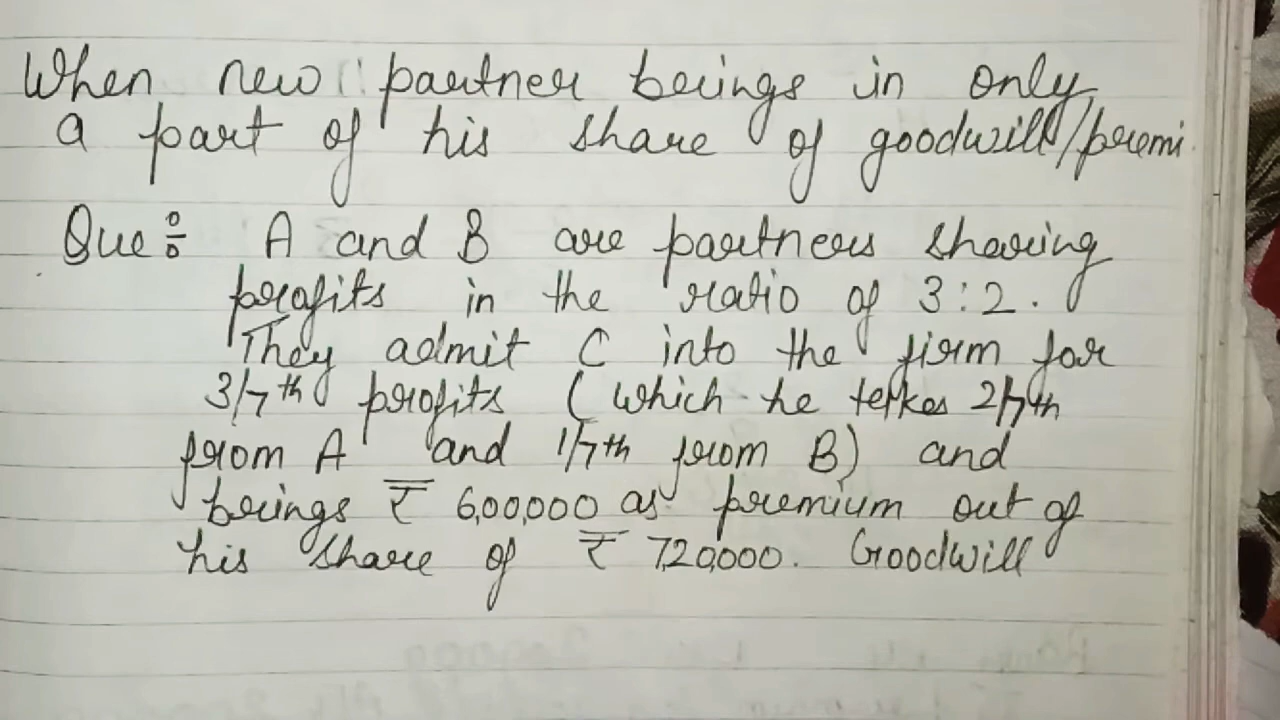 When new partner brings in only
a part of his share of goodwill/premi
Que: A and B are partners sharing
profits in the ratio of 3:2.
They admit C into the firm for
3/7th profits (which he takes 2/7th
from A and 1/7th from B) and
brings ₹ 6,00,000 as premium out of
his share of ₹ 7,20,000. Goodwill